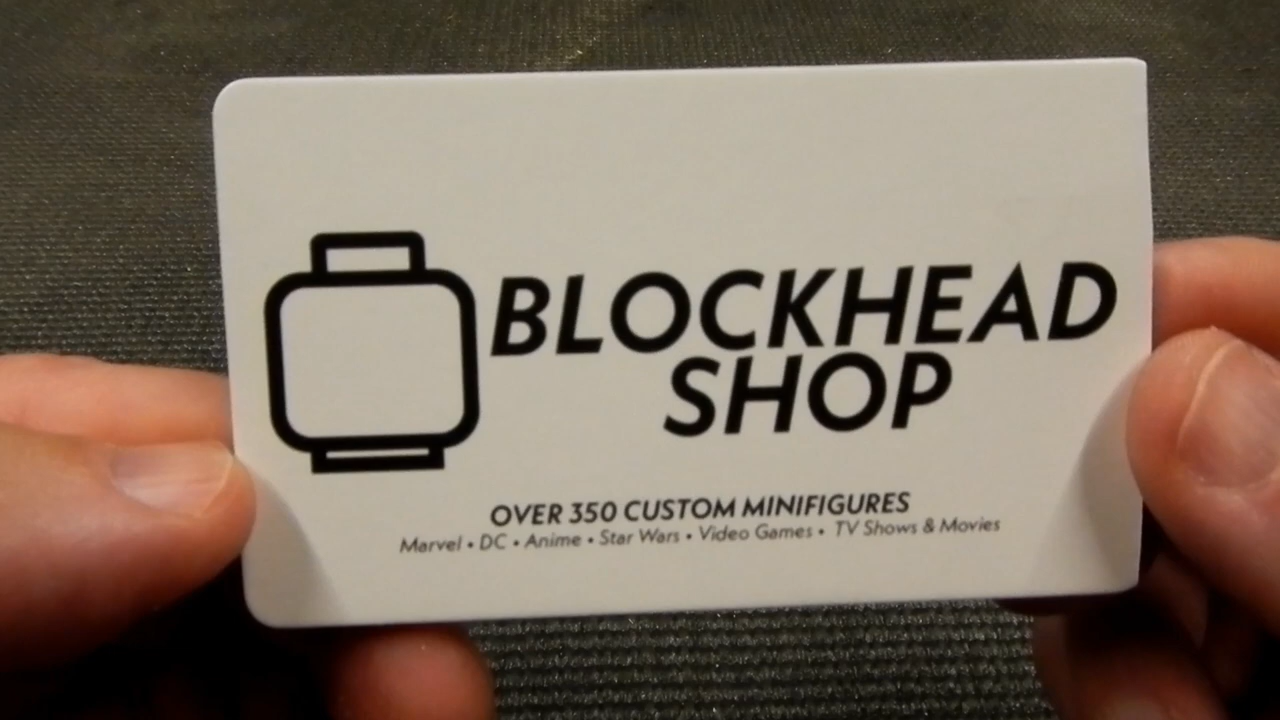 BLOCKHEAD
SHOP
OVER 350 CUSTOM MINIFIGURES
Marvel • DC • Anime • Star Wars • Video Games • TV Shows & Movies